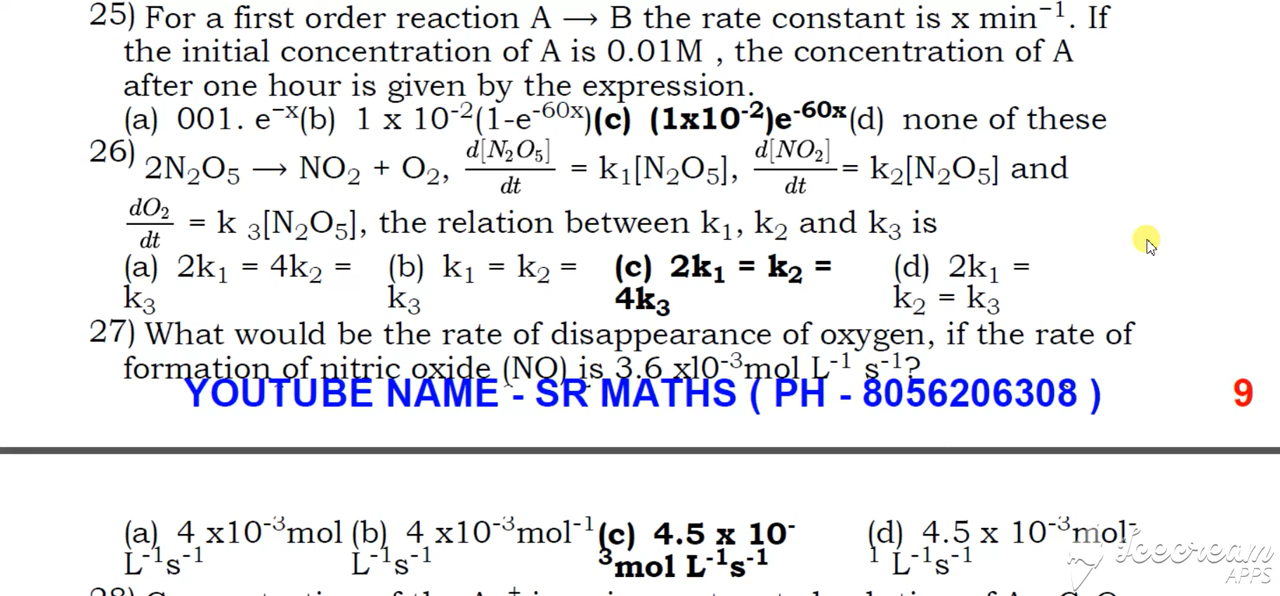 25) For a first order reaction A → B the rate constant is x min⁻¹. If
the initial concentration of A is 0.01M , the concentration of A
after one hour is given by the expression.
(a) 001. e⁻ˣ(b) 1 x 10⁻²(1-e⁻⁶⁰ˣ)(c) (1x10⁻²)e⁻⁶⁰ˣ(d) none of these
26) 2N₂O₅ → NO₂ + O₂, d[N₂O₅]/dt = k₁[N₂O₅], d[NO₂]/dt = k₂[N₂O₅] and
dO₂/dt = k ₃[N₂O₅], the relation between k₁, k₂ and k₃ is
(a) 2k₁ = 4k₂ = (b) k₁ = k₂ = (c) 2k₁ = k₂ = (d) 2k₁ =
k₃ k₃ 4k₃ k₂ = k₃
27) What would be the rate of disappearance of oxygen, if the rate of
formation of nitric oxide (NO) is 3.6 x10⁻³mol L⁻¹ s⁻¹?
YOUTUBE NAME - SR MATHS ( PH - 8056206308 ) 9
(a) 4 x10⁻³mol (b) 4 x10⁻³mol⁻¹ (c) 4.5 x 10⁻ (d) 4.5 x 10⁻³mol⁻
L⁻¹s⁻¹ L⁻¹s⁻¹ ³mol L⁻¹s⁻¹ ¹ L⁻¹s⁻¹
Icecream
APPS